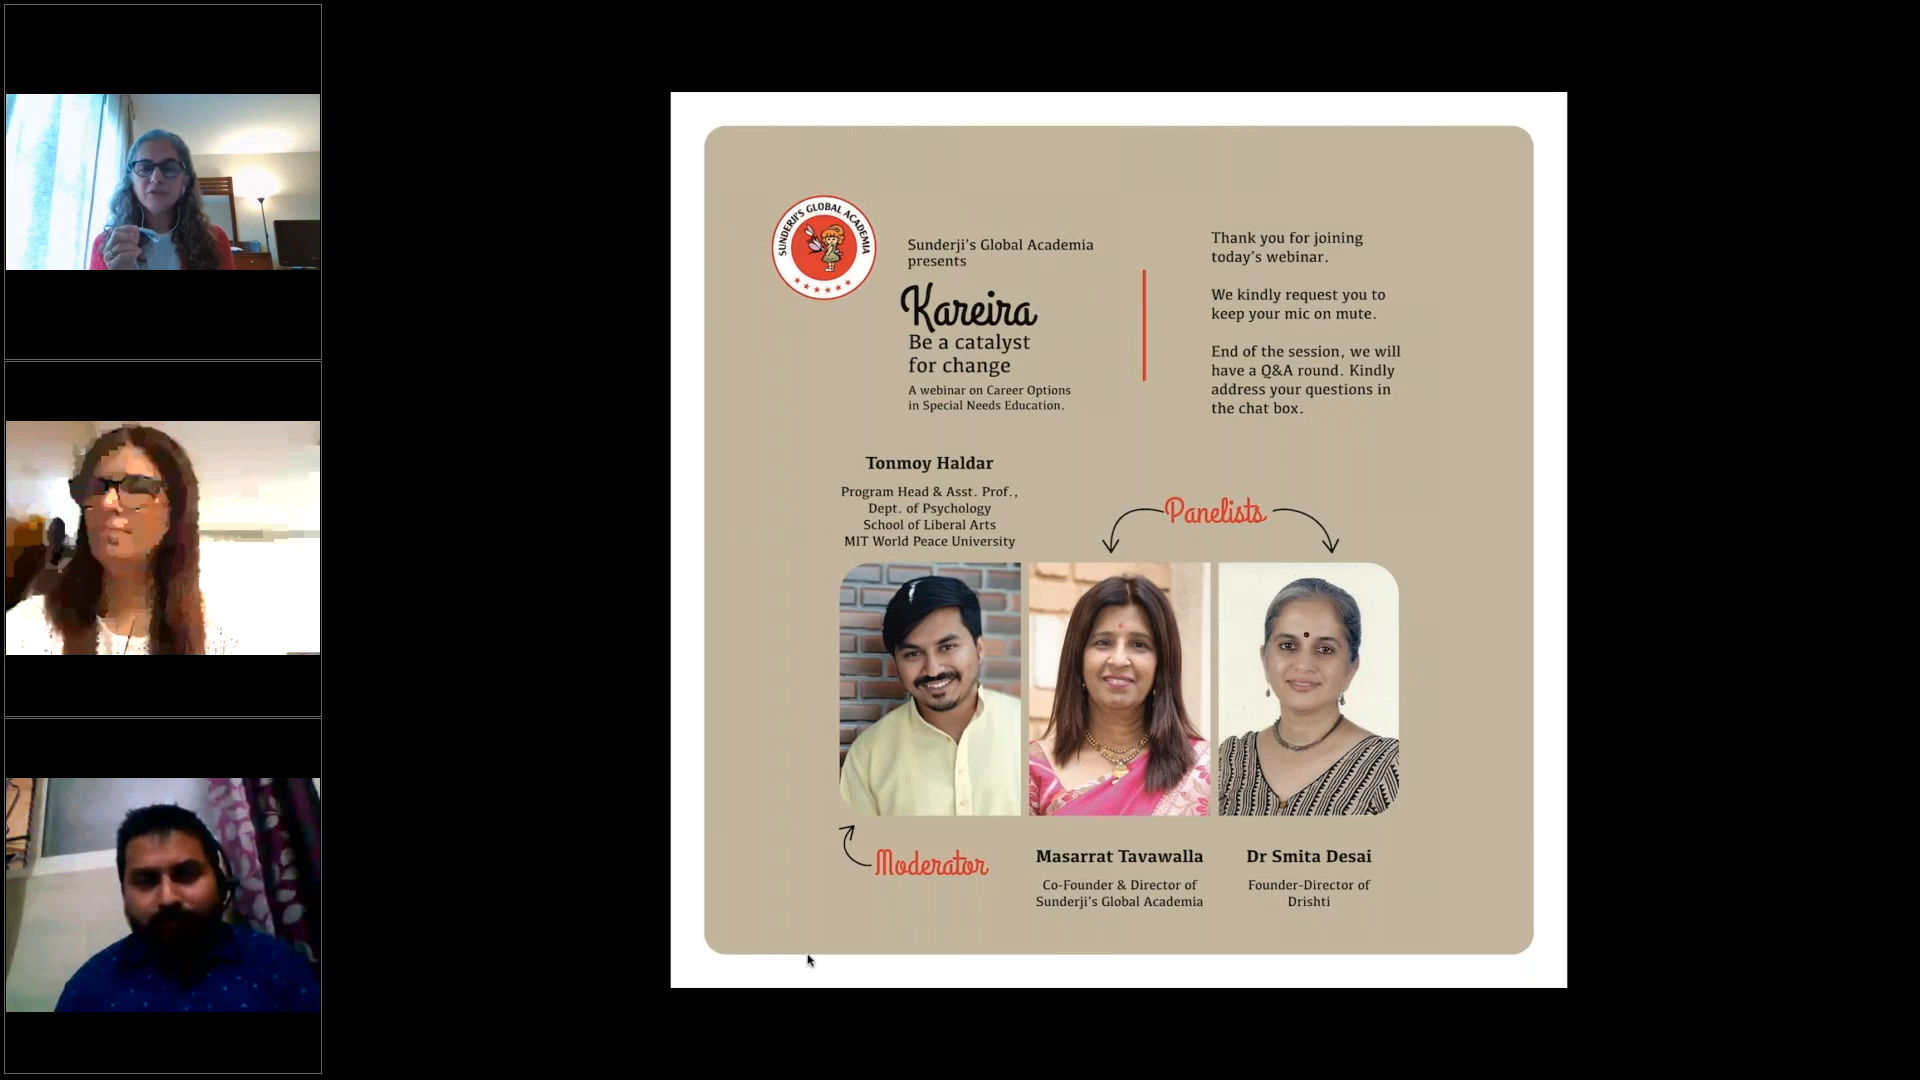 SUNDERJI'S GLOBAL ACADEMIA
Sunderji's Global Academia
presents
Kareira
Be a catalyst
for change
A webinar on Career Options
in Special Needs Education.
Thank you for joining
today's webinar.
We kindly request you to
keep your mic on mute.
End of the session, we will
have a Q&A round. Kindly
address your questions in
the chat box.
Tonmoy Haldar
Program Head & Asst. Prof.,
Dept. of Psychology
School of Liberal Arts
MIT World Peace University
Panelists
Moderator
Masarrat Tavawalla
Co-Founder & Director of
Sunderji's Global Academia
Dr Smita Desai
Founder-Director of
Drishti